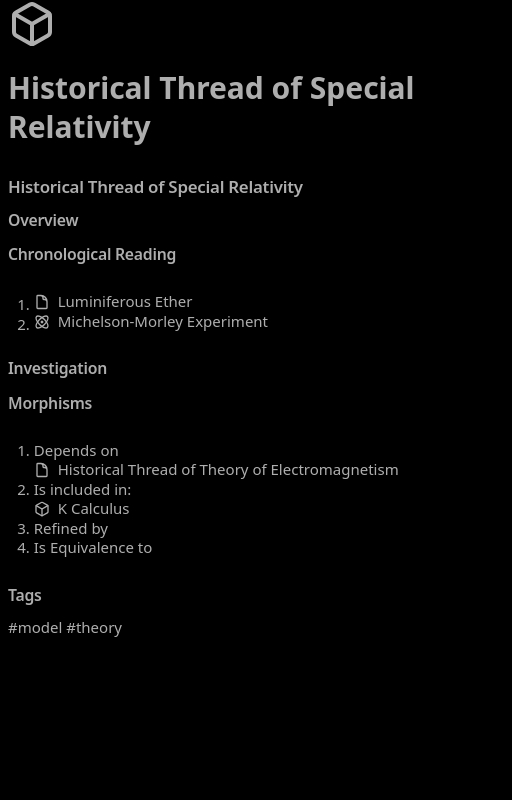 Historical Thread of Special
Relativity
Historical Thread of Special Relativity
Overview
Chronological Reading
1. Luminiferous Ether
2. Michelson-Morley Experiment
Investigation
Morphisms
1. Depends on
Historical Thread of Theory of Electromagnetism
2. Is included in:
K Calculus
3. Refined by
4. Is Equivalence to
Tags
#model #theory